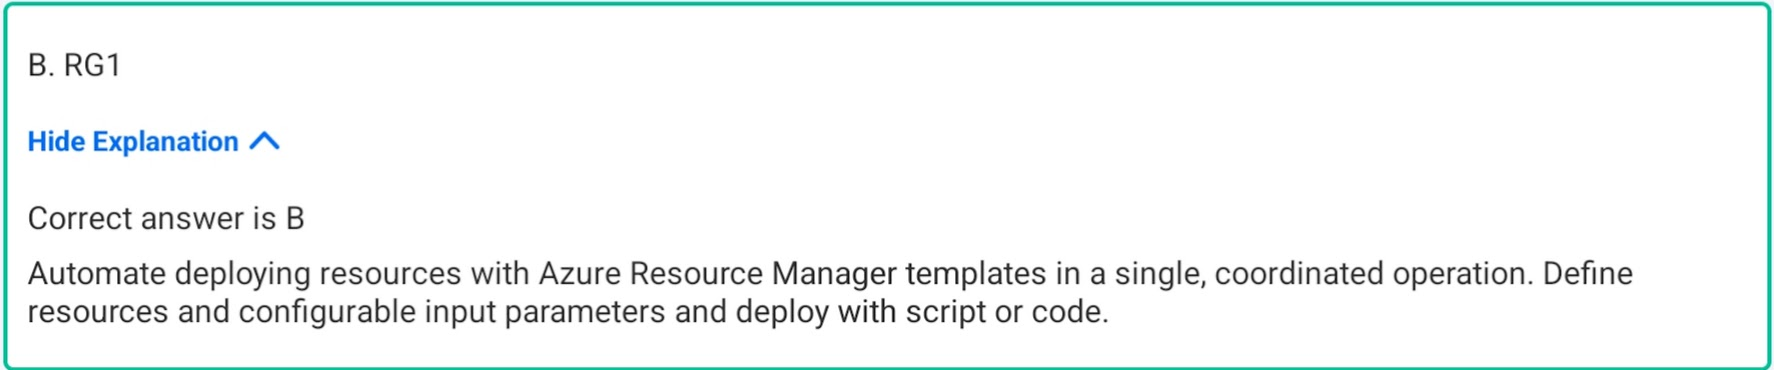 B. RG1
Hide Explanation
Correct answer is B
Automate deploying resources with Azure Resource Manager templates in a single, coordinated operation. Define
resources and configurable input parameters and deploy with script or code.